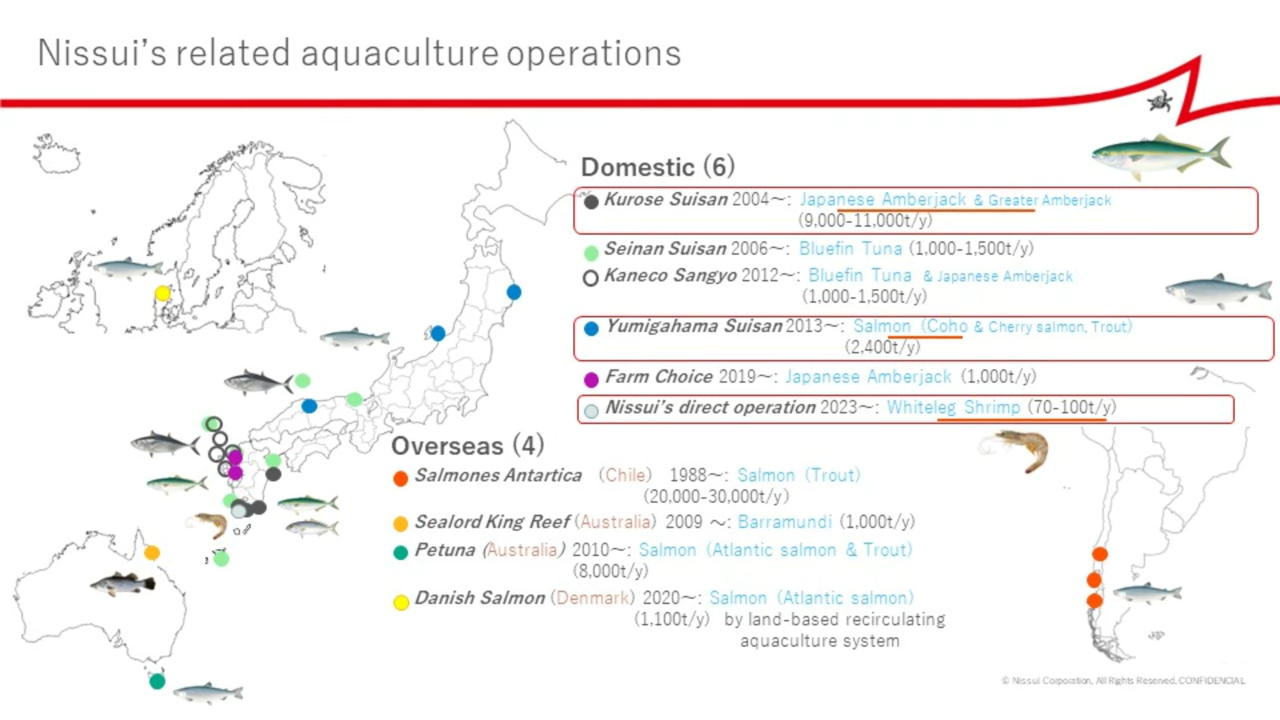 Nissui's related aquaculture operations
Domestic (6)
Kurose Suisan 2004～: Japanese Amberjack & Greater Amberjack
(9,000-11,000t/y)
Seinan Suisan 2006～: Bluefin Tuna (1,000-1,500t/y)
Kaneco Sangyo 2012～: Bluefin Tuna & Japanese Amberjack
(1,000-1,500t/y)
Yumigahama Suisan 2013～: Salmon (Coho & Cherry salmon, Trout)
(2,400t/y)
Farm Choice 2019～: Japanese Amberjack (1,000t/y)
Nissui's direct operation 2023～: Whiteleg Shrimp (70-100t/y)
Overseas (4)
Salmones Antartica (Chile) 1988～: Salmon (Trout)
(20,000-30,000t/y)
Sealord King Reef (Australia) 2009 ～: Barramundi (1,000t/y)
Petuna (Australia) 2010～: Salmon (Atlantic salmon & Trout)
(8,000t/y)
Danish Salmon (Denmark) 2020～: Salmon (Atlantic salmon)
(1,100t/y) by land-based recirculating
aquaculture system
© Nissui Corporation, All Rights Reserved, CONFIDENCIAL